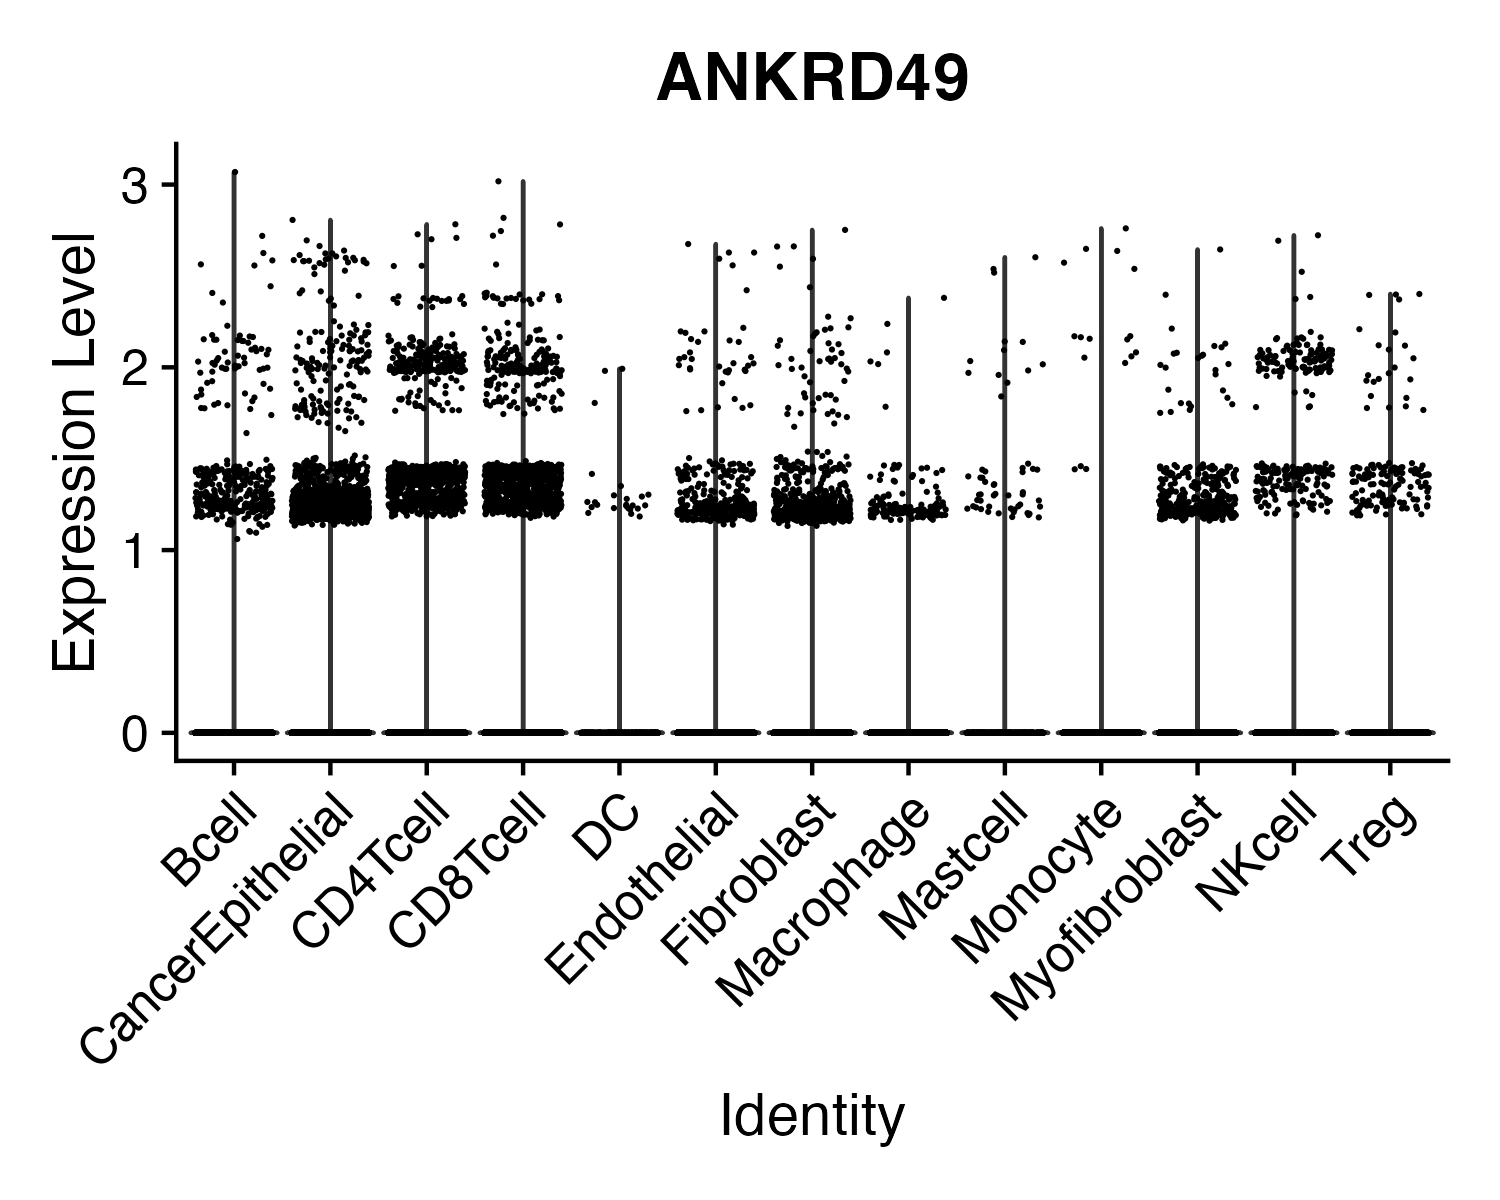 ANKRD49
Expression Level
3
2
1
0
Bcell
CancerEpithelial
CD4Tcell
CD8Tcell
DC
Endothelial
Fibroblast
Macrophage
Mastcell
Monocyte
Myofibroblast
NKcell
Treg
Identity